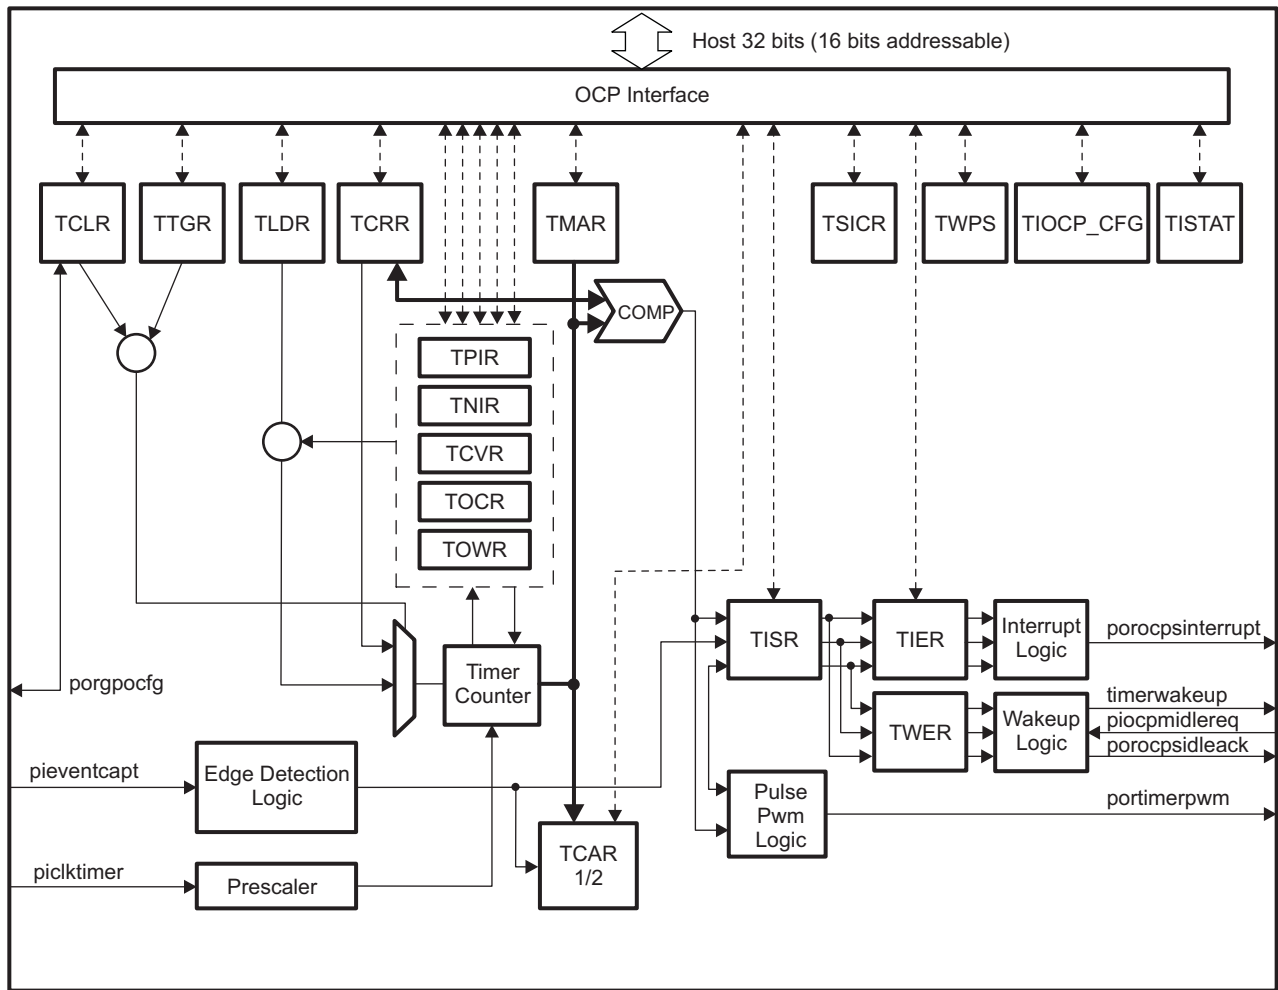 Host 32 bits (16 bits addressable)
OCP Interface
TCLR
TTGR
TLDR
TCRR
TMAR
TSICR
TWPS
TIOCP_CFG
TISTAT
COMP
TPIR
TNIR
TCVR
TOCR
TOWR
TISR
TIER
Interrupt
Logic
porocpsinterrupt
porgpocfg
Timer
Counter
TWER
Wakeup
Logic
timerwakeup
piocpmidlereq
porocpsidleack
pieventcapt
Edge Detection
Logic
Pulse
Pwm
Logic
portimerpwm
TCAR
1/2
piclktimer
Prescaler